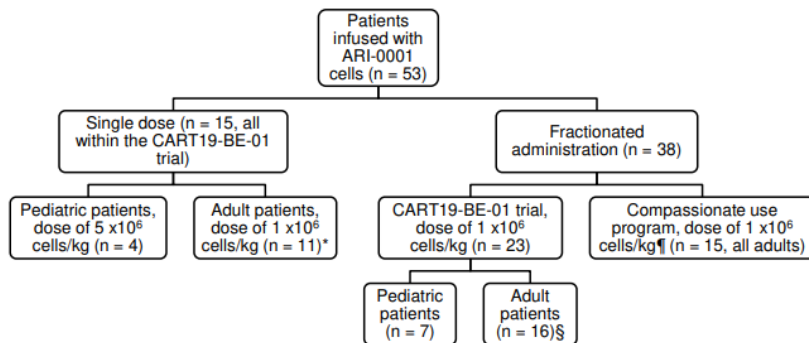 Patients
infused with
ARI-0001
cells (n = 53)
Single dose (n = 15, all
within the CART19-BE-01
trial)
Fractionated
administration (n = 38)
Pediatric patients,
dose of 5 x10⁶
cells/kg (n = 4)
Adult patients,
dose of 1 x10⁶
cells/kg (n = 11)*
CART19-BE-01 trial,
dose of 1 x10⁶
cells/kg (n = 23)
Compassionate use
program, dose of 1 x10⁶
cells/kg¶ (n = 15, all adults)
Pediatric
patients
(n = 7)
Adult
patients
(n = 16)§